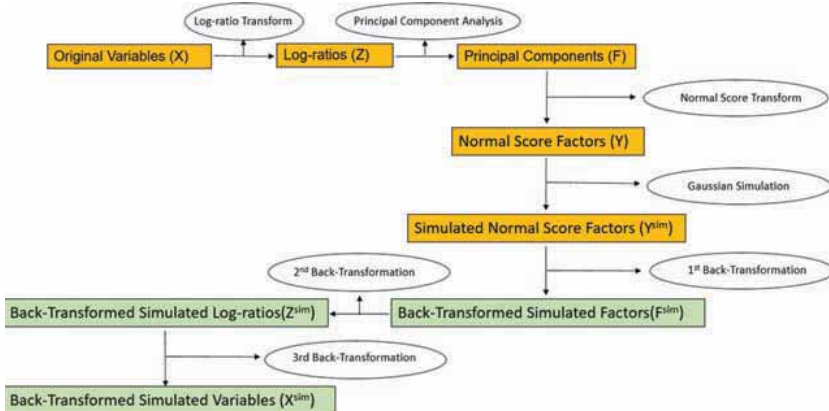 Log-ratio Transform
Principal Component Analysis
Original Variables (X)
Log-ratios (Z)
Principal Components (F)
Normal Score Transform
Normal Score Factors (Y)
Gaussian Simulation
Simulated Normal Score Factors (Yˢⁱᵐ)
2ⁿᵈ Back-Transformation
1ˢᵗ Back-Transformation
Back-Transformed Simulated Log-ratios(Zˢⁱᵐ)
Back-Transformed Simulated Factors(Fˢⁱᵐ)
3rd Back-Transformation
Back-Transformed Simulated Variables (Xˢⁱᵐ)